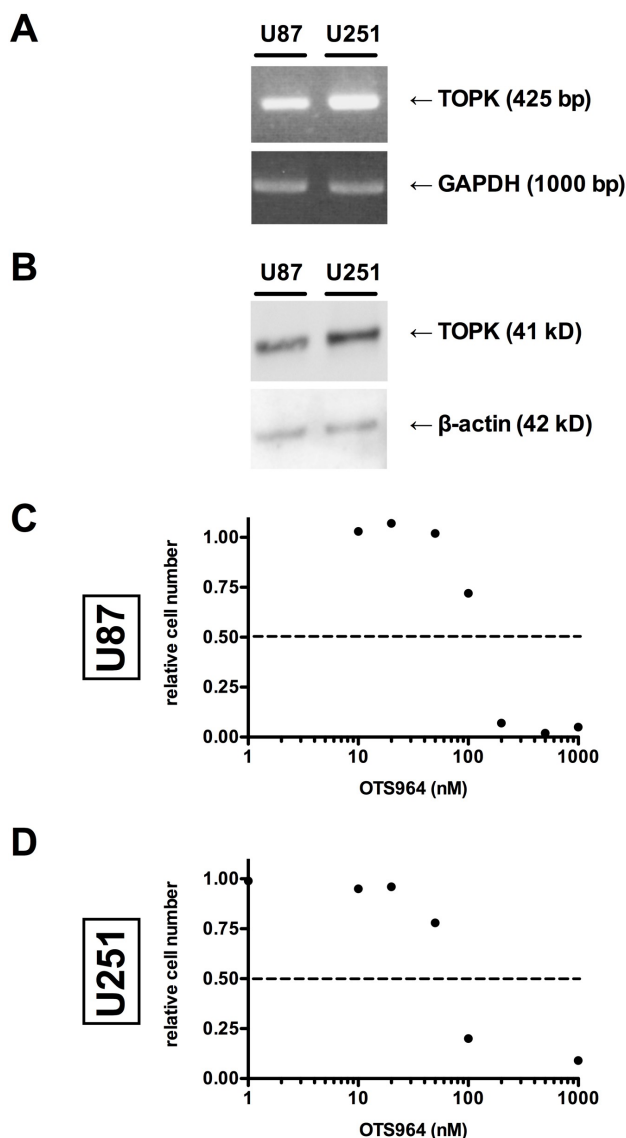 A
U87 U251
← TOPK (425 bp)
← GAPDH (1000 bp)
B
U87 U251
← TOPK (41 kD)
← β-actin (42 kD)
C
U87
relative cell number
1.00
0.75
0.50
0.25
0.00
1 10 100 1000
OTS964 (nM)
D
U251
relative cell number
1.00
0.75
0.50
0.25
0.00
1 10 100 1000
OTS964 (nM)